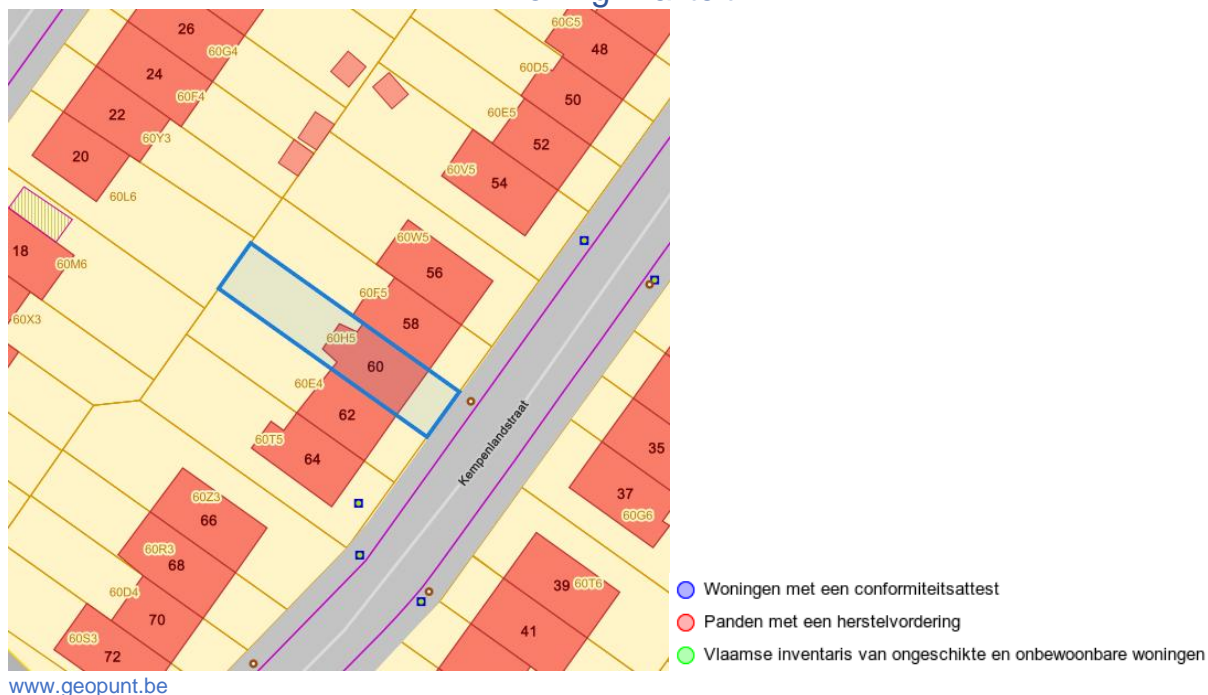 26
60C5
48
60G4
24
60D5
60F4
50
22
60E5
60Y3
52
20
60V5
54
60L6
60W5
18
60M6
56
60F5
60X3
58
60H5
60
60E4
62
Kempenlandstraat
60T5
64
35
60Z3
37
66
60G6
60R3
68
39
60T6
60D4
70
41
60S3
72
Woningen met een conformiteitsattest
Panden met een herstelvordering
Vlaamse inventaris van ongeschikte en onbewoonbare woningen
www.geopunt.be